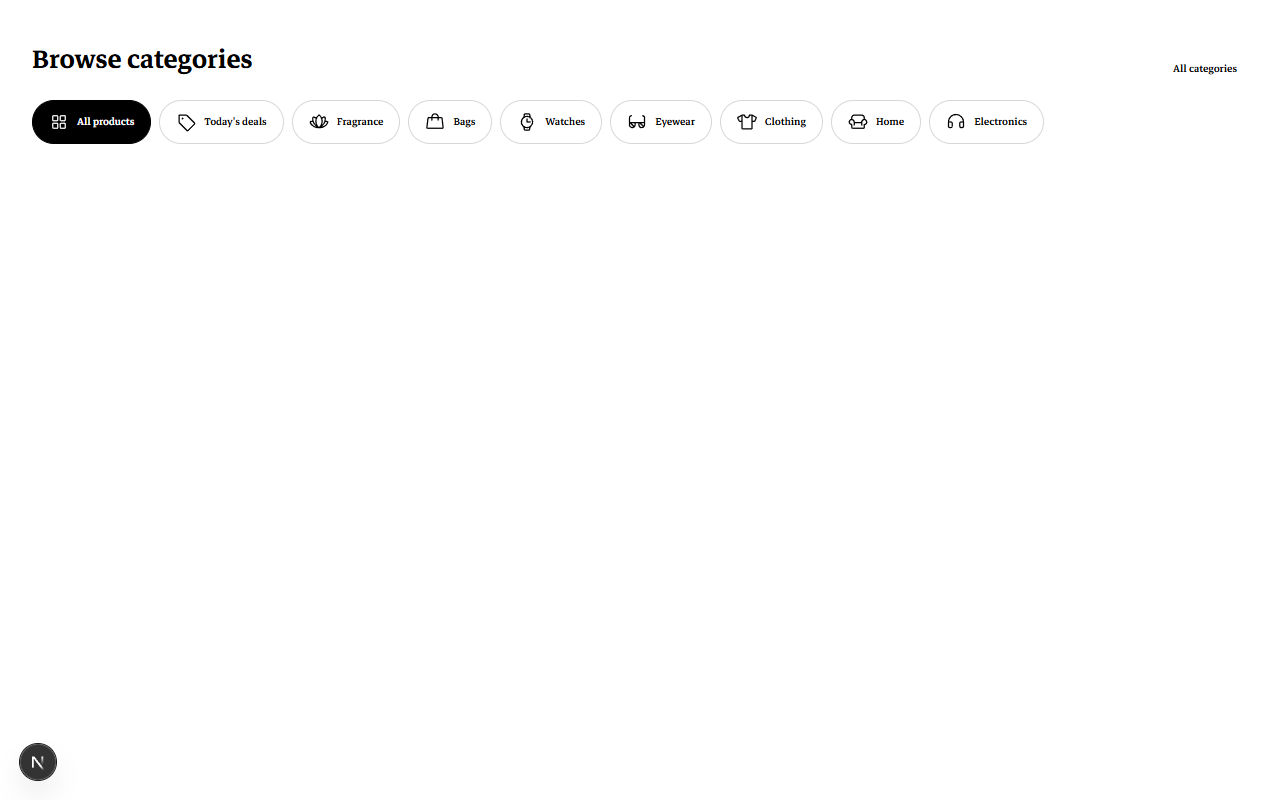 Browse categories
All categories
All products
Today's deals
Fragrance
Bags
Watches
Eyewear
Clothing
Home
Electronics
N